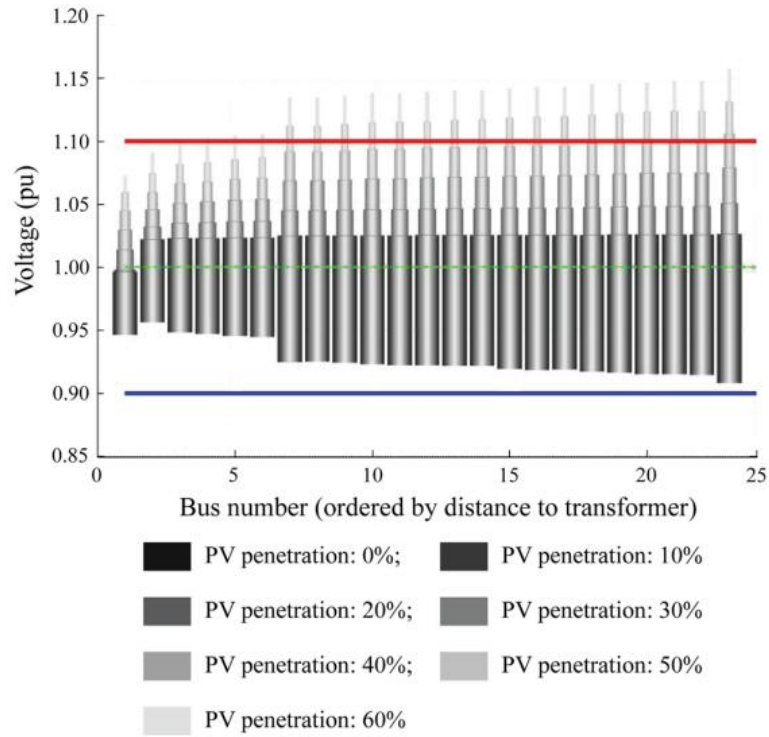 1.20
1.15
1.10
1.05
1.00
0.95
0.90
0.85
Voltage (pu)
0 5 10 15 20 25
Bus number (ordered by distance to transformer)
PV penetration: 0%; PV penetration: 10%
PV penetration: 20%; PV penetration: 30%
PV penetration: 40%; PV penetration: 50%
PV penetration: 60%